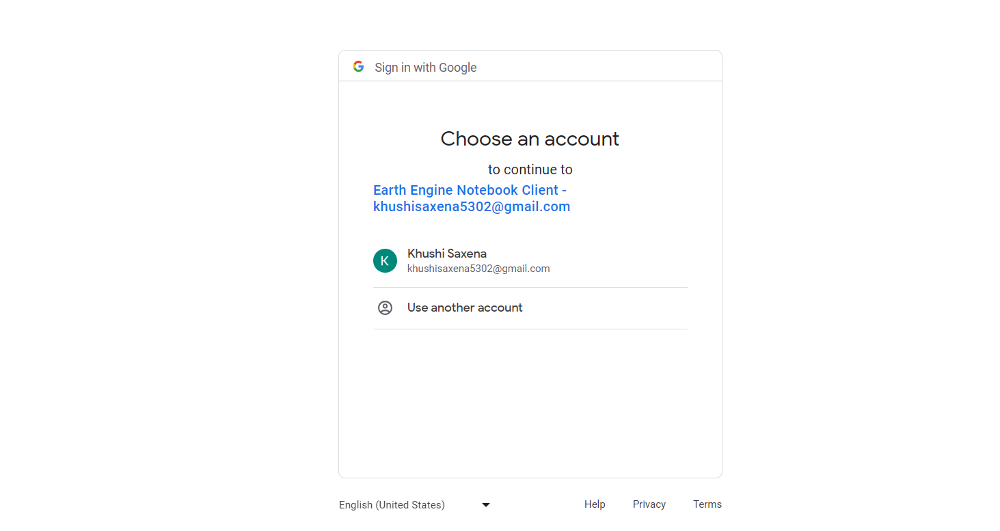 Sign in with Google
Choose an account
to continue to
Earth Engine Notebook Client -
khushisaxena5302@gmail.com
K
Khushi Saxena
khushisaxena5302@gmail.com
Use another account
English (United States)
Help
Privacy
Terms